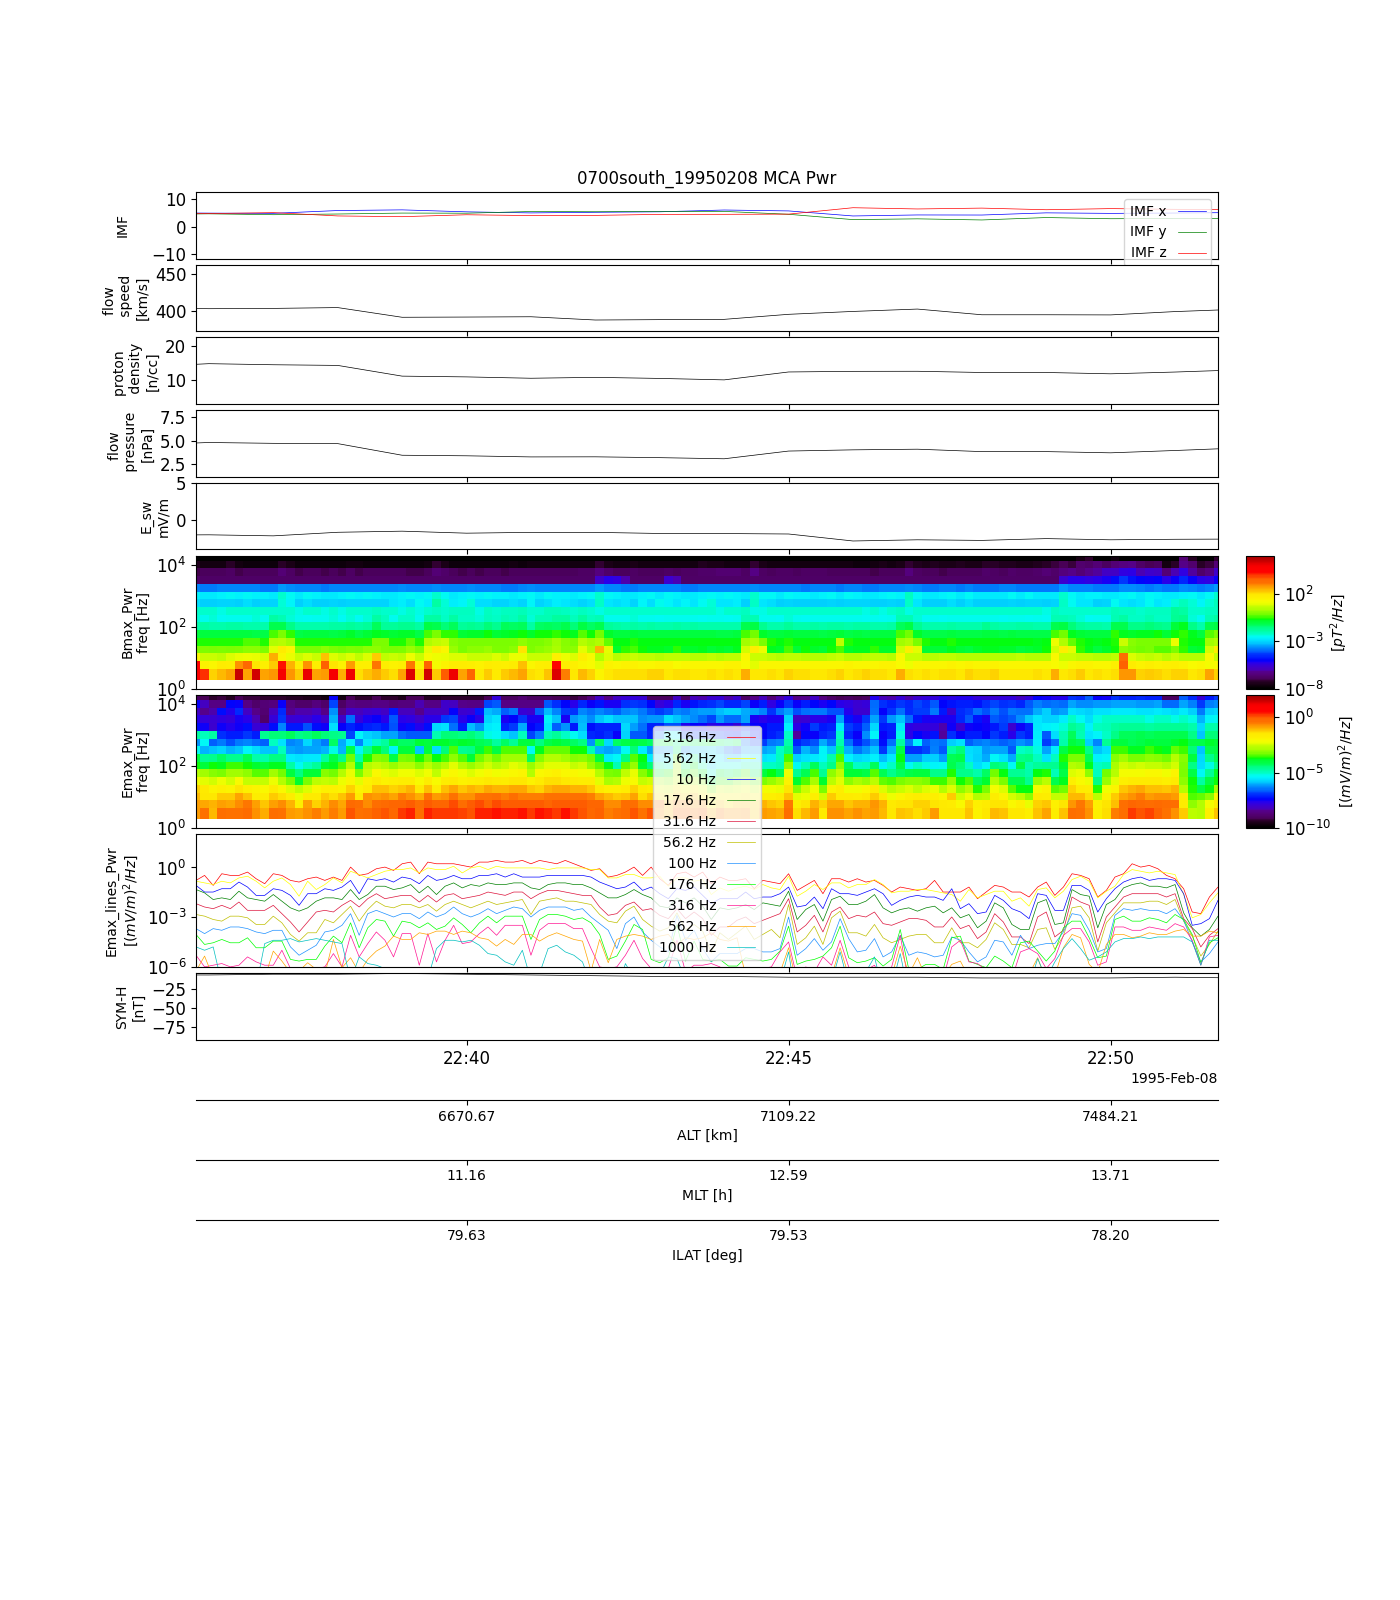 0700south_19950208 MCA Pwr
10
0
−10
IMF
IMF x
IMF y
IMF z
450
400
flow
speed
[km/s]
20
10
proton
density
[n/cc]
7.5
5.0
2.5
flow
pressure
[nPa]
5
0
E_sw
mV/m
10^4
10^2
10^0
Bmax_Pwr
freq [Hz]
10^2
10^−3
10^−8
[pT^2/Hz]
10^4
10^2
10^0
Emax_Pwr
freq [Hz]
10^0
10^−5
10^−10
[(mV/m)^2/Hz]
3.16 Hz
5.62 Hz
10 Hz
17.6 Hz
31.6 Hz
56.2 Hz
100 Hz
176 Hz
316 Hz
562 Hz
1000 Hz
10^0
10^−3
10^−6
Emax_lines_Pwr
[(mV/m)^2/Hz]
−25
−50
−75
SYM-H
[nT]
22:40 22:45 22:50
1995-Feb-08
6670.67 7109.22 7484.21
ALT [km]
11.16 12.59 13.71
MLT [h]
79.63 79.53 78.20
ILAT [deg]